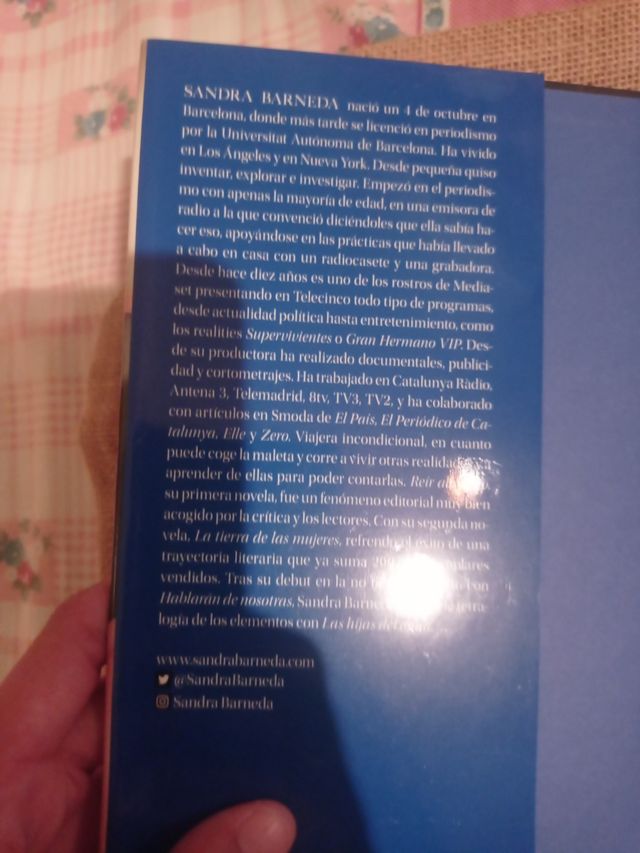 SANDRA BARNEDA nació un 4 de octubre en
Barcelona, donde más tarde se licenció en periodismo
por la Universitat Autónoma de Barcelona. Ha vivido
en Los Ángeles y en Nueva York. Desde pequeña quiso
inventar, explorar e investigar. Empezó en el periodis-
mo con apenas la mayoría de edad, en una emisora de
radio a la que convenció diciéndoles que ella sabía ha-
cer eso, apoyándose en las prácticas que había llevado
a cabo en casa con un radiocasete y una grabadora.
Desde hace diez años es uno de los rostros de Media-
set presentando en Telecinco todo tipo de programas,
desde actualidad política hasta entretenimiento, como
los realities Supervivientes o Gran Hermano VIP. Des-
de su productora ha realizado documentales, publici-
dad y cortometrajes. Ha trabajado en Catalunya Ràdio,
Antena 3, Telemadrid, 8tv, TV3, TV2, y ha colaborado
con artículos en Smoda de El País, El Periódico de Ca-
talunya, Elle y Zero. Viajera incondicional, en cuanto
puede coge la maleta y corre a vivir otras
aprender de ellas para poder contarlas. Reír
su primera novela, fue un fenómeno editorial muy bien
acogido por la crítica y los lectores. Con su segunda no-
vela, La tierra de las mujeres, el éxito de una
trayectoria literaria que ya suma
vendidos. Tras su debut en la no con
Hablarán de nosotras, Sandra
logía de los elementos con Las hijas del
www.sandrabarneda.com
@SandraBarneda
Sandra Barneda